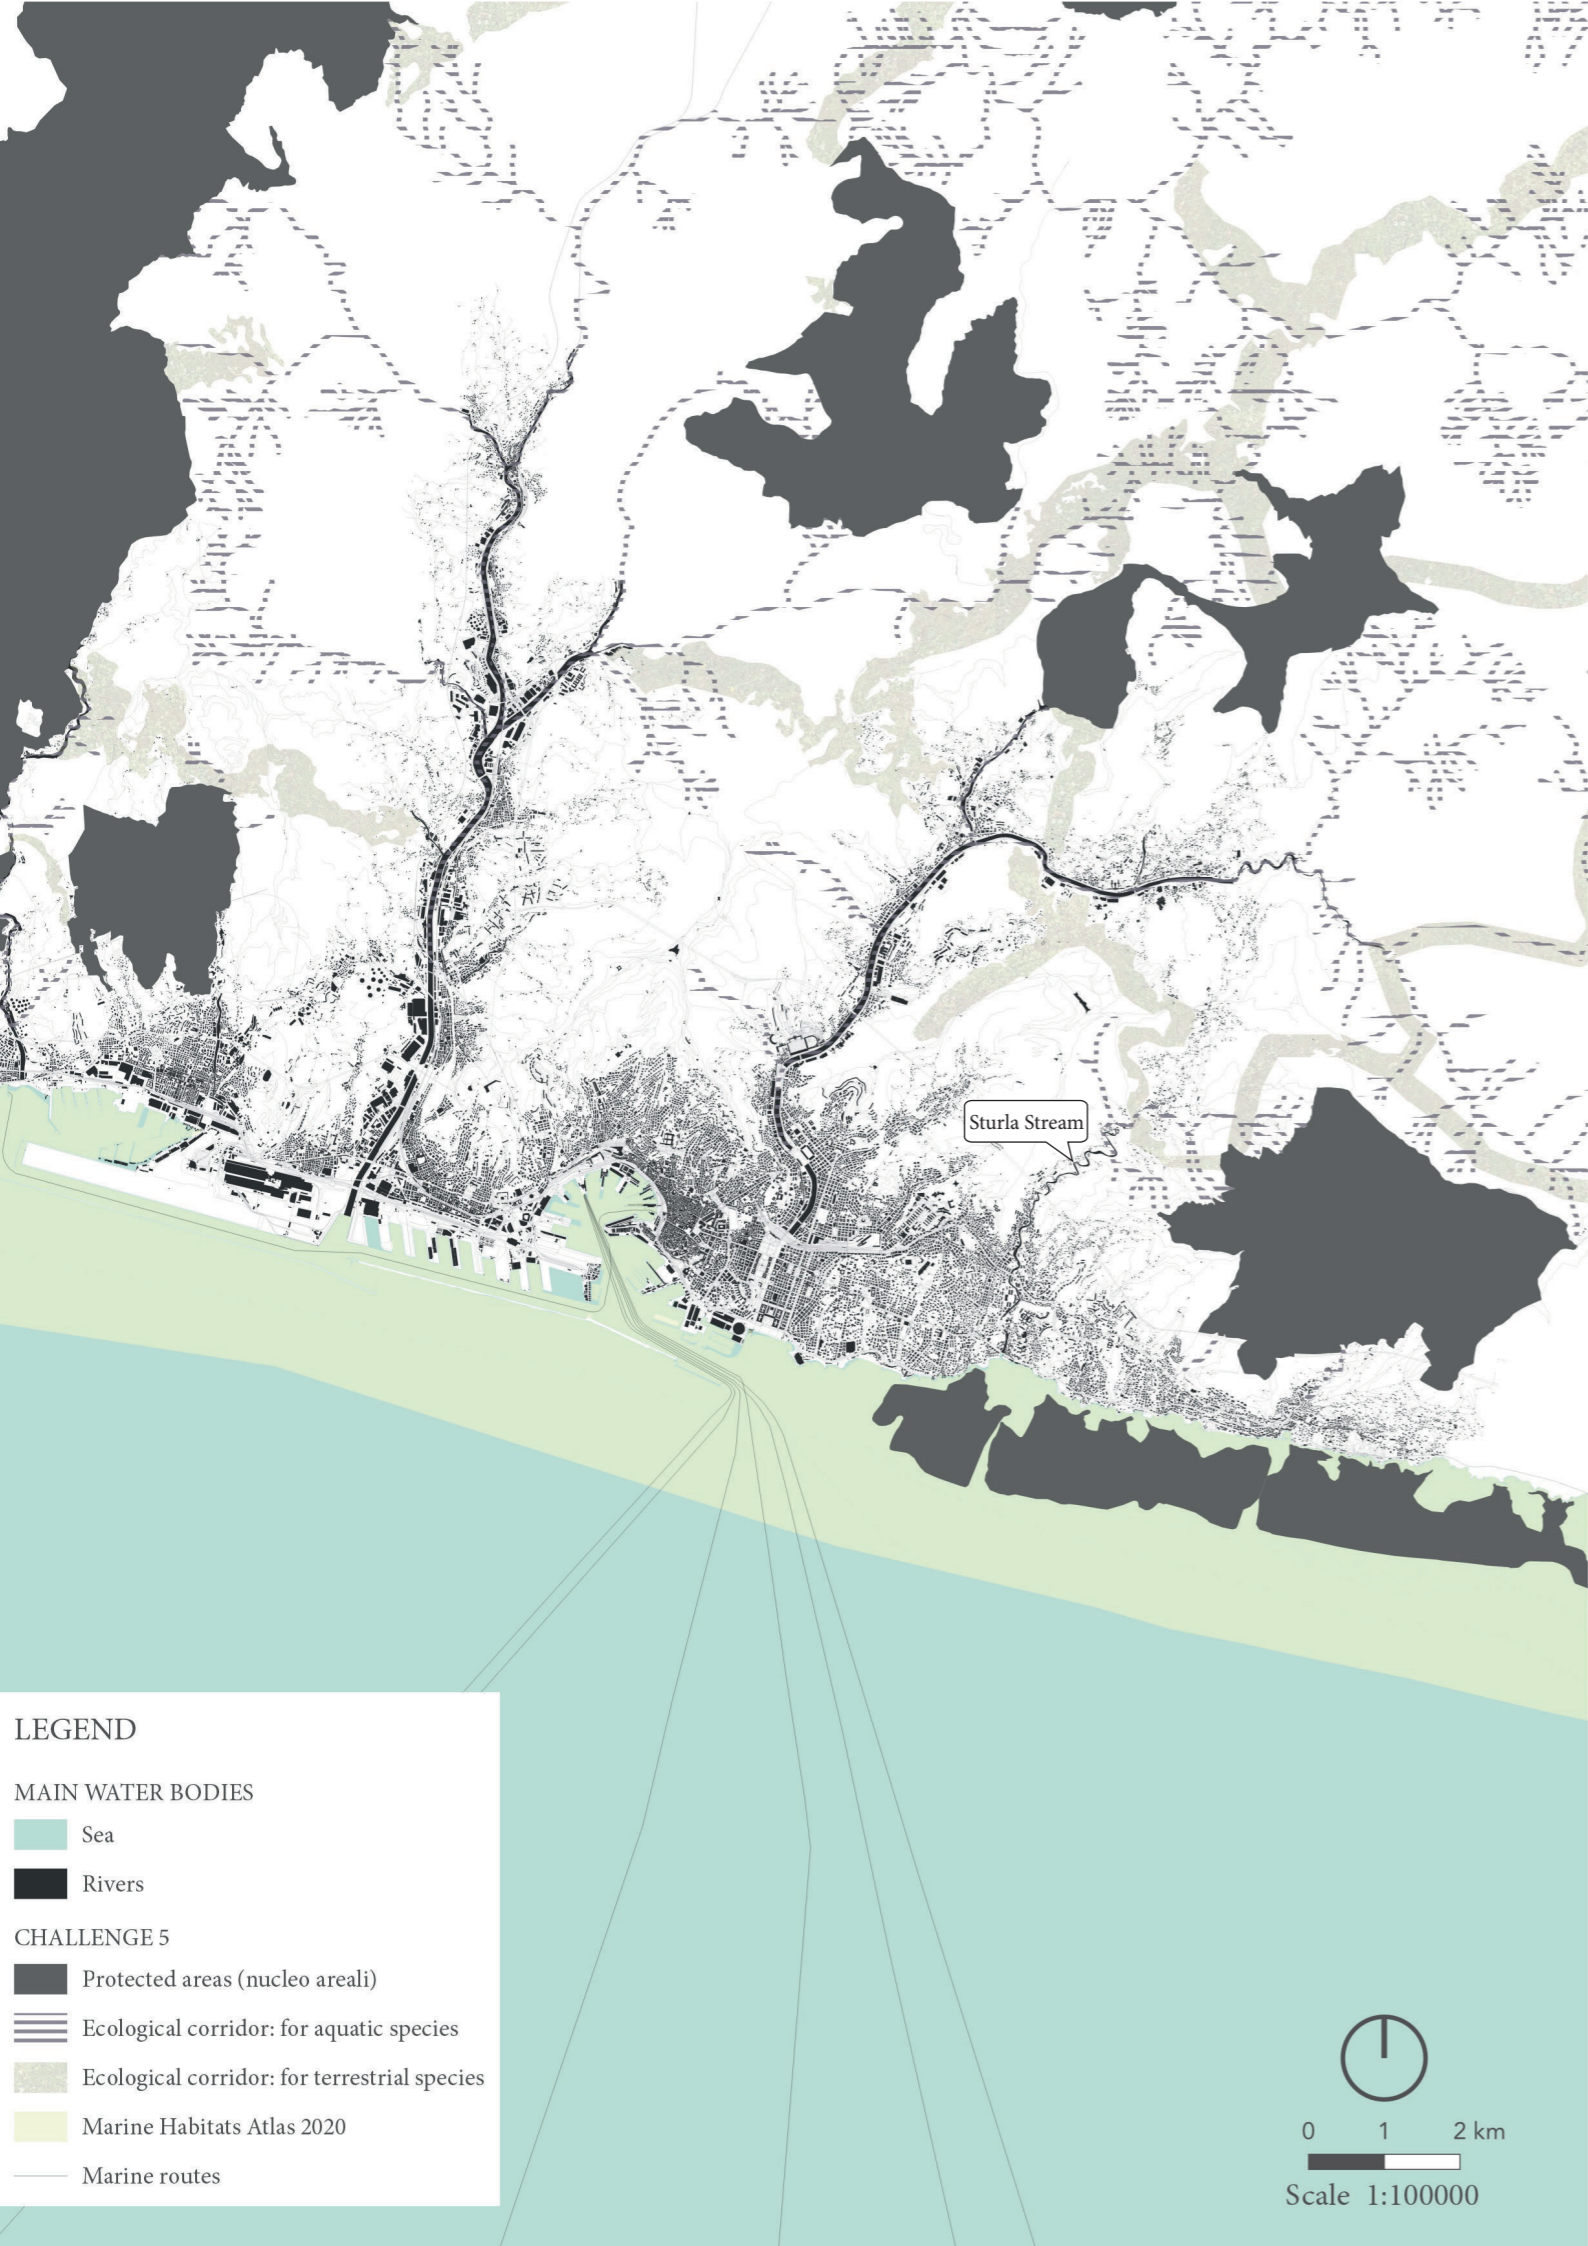 Sturla Stream
LEGEND
MAIN WATER BODIES
Sea
Rivers
CHALLENGE 5
Protected areas (nucleo areali)
Ecological corridor: for aquatic species
Ecological corridor: for terrestrial species
Marine Habitats Atlas 2020
Marine routes
0 1 2 km
Scale 1:100000